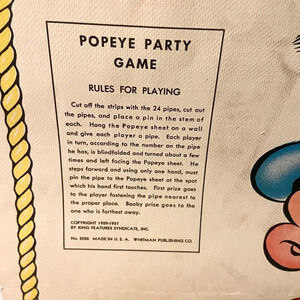 POPEYE PARTY
GAME
RULES FOR PLAYING
Cut off the strips with the 24 pipes, cut out
the pipes, and place a pin in the stem of
each. Hang the Popeye sheet on a wall
and give each player a pipe. Each player
in turn, according to the number on the pipe
he has, is blindfolded and turned about a few
times and left facing the Popeye sheet. He
steps forward and using only one hand, must
pin the pipe to the Popeye sheet at the spot
which his hand first touches. First prize goes
to the player fastening the pipe nearest to
the proper place. Booby prize goes to the
one who is farthest away.
COPYRIGHT 1929-1937
BY KING FEATURES SYNDICATE, INC.
MADE IN U. S. A. WHITMAN PUBLISHING CO.